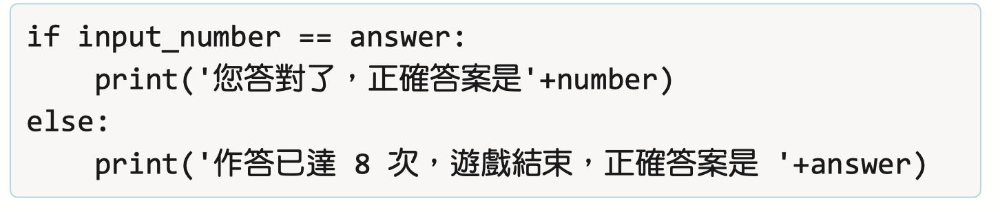 if input_number == answer:
    print('您答對了，正確答案是'+number)
else:
    print('作答已達 8 次，遊戲結束，正確答案是 '+answer)